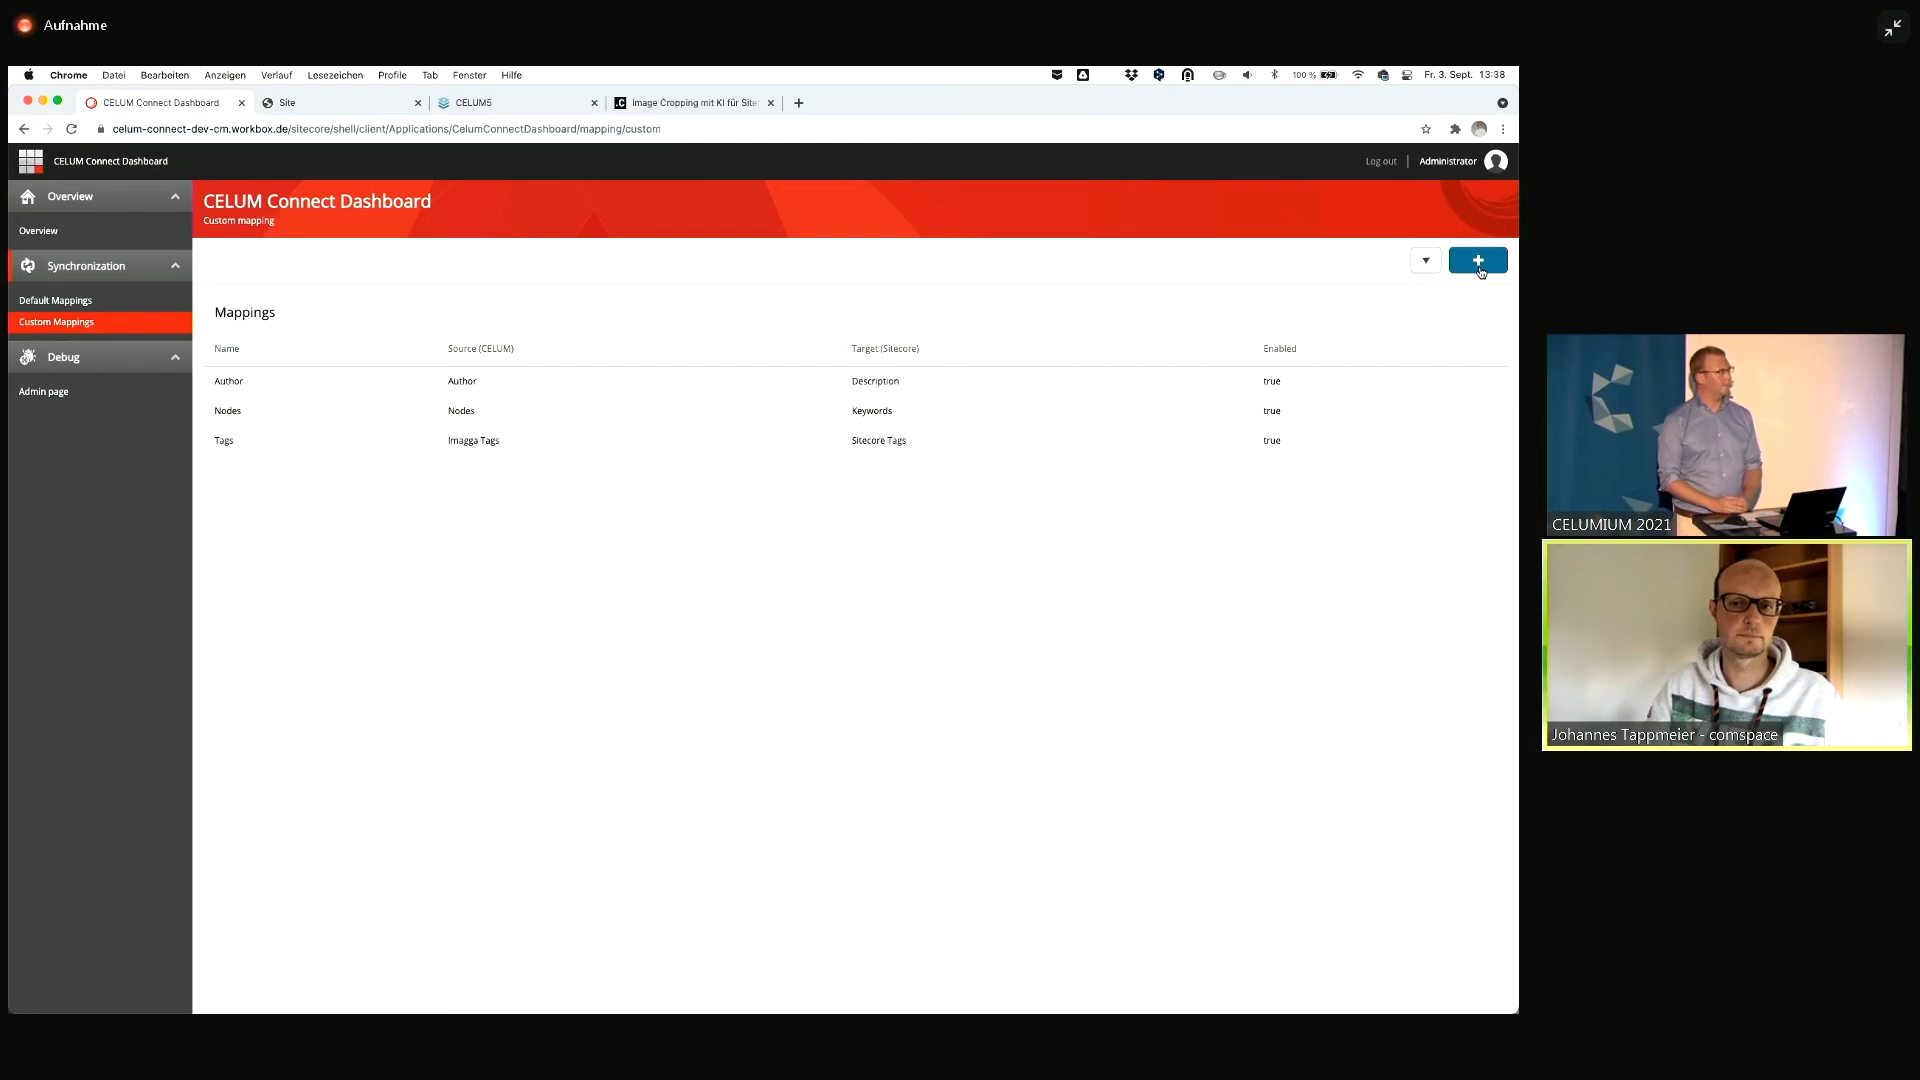 Aufnahme
Chrome Datei Bearbeiten Anzeigen Verlauf Lesezeichen Profile Tab Fenster Hilfe 100 % Fr. 3. Sept. 13:38
CELUM Connect Dashboard Site CELUM5 Image Cropping mit KI für Site
celum-connect-dev-cm.workbox.de/sitecore/shell/client/Applications/CelumConnectDashboard/mapping/custom
CELUM Connect Dashboard Log out | Administrator
Overview
Overview
Synchronization
Default Mappings
Custom Mappings
Debug
Admin page
CELUM Connect Dashboard
Custom mapping
Mappings
Name Source (CELUM) Target (Sitecore) Enabled
Author Author Description true
Nodes Nodes Keywords true
Tags Imagga Tags Sitecore Tags true
CELUMIUM 2021
Johannes Tappmeier - comspace